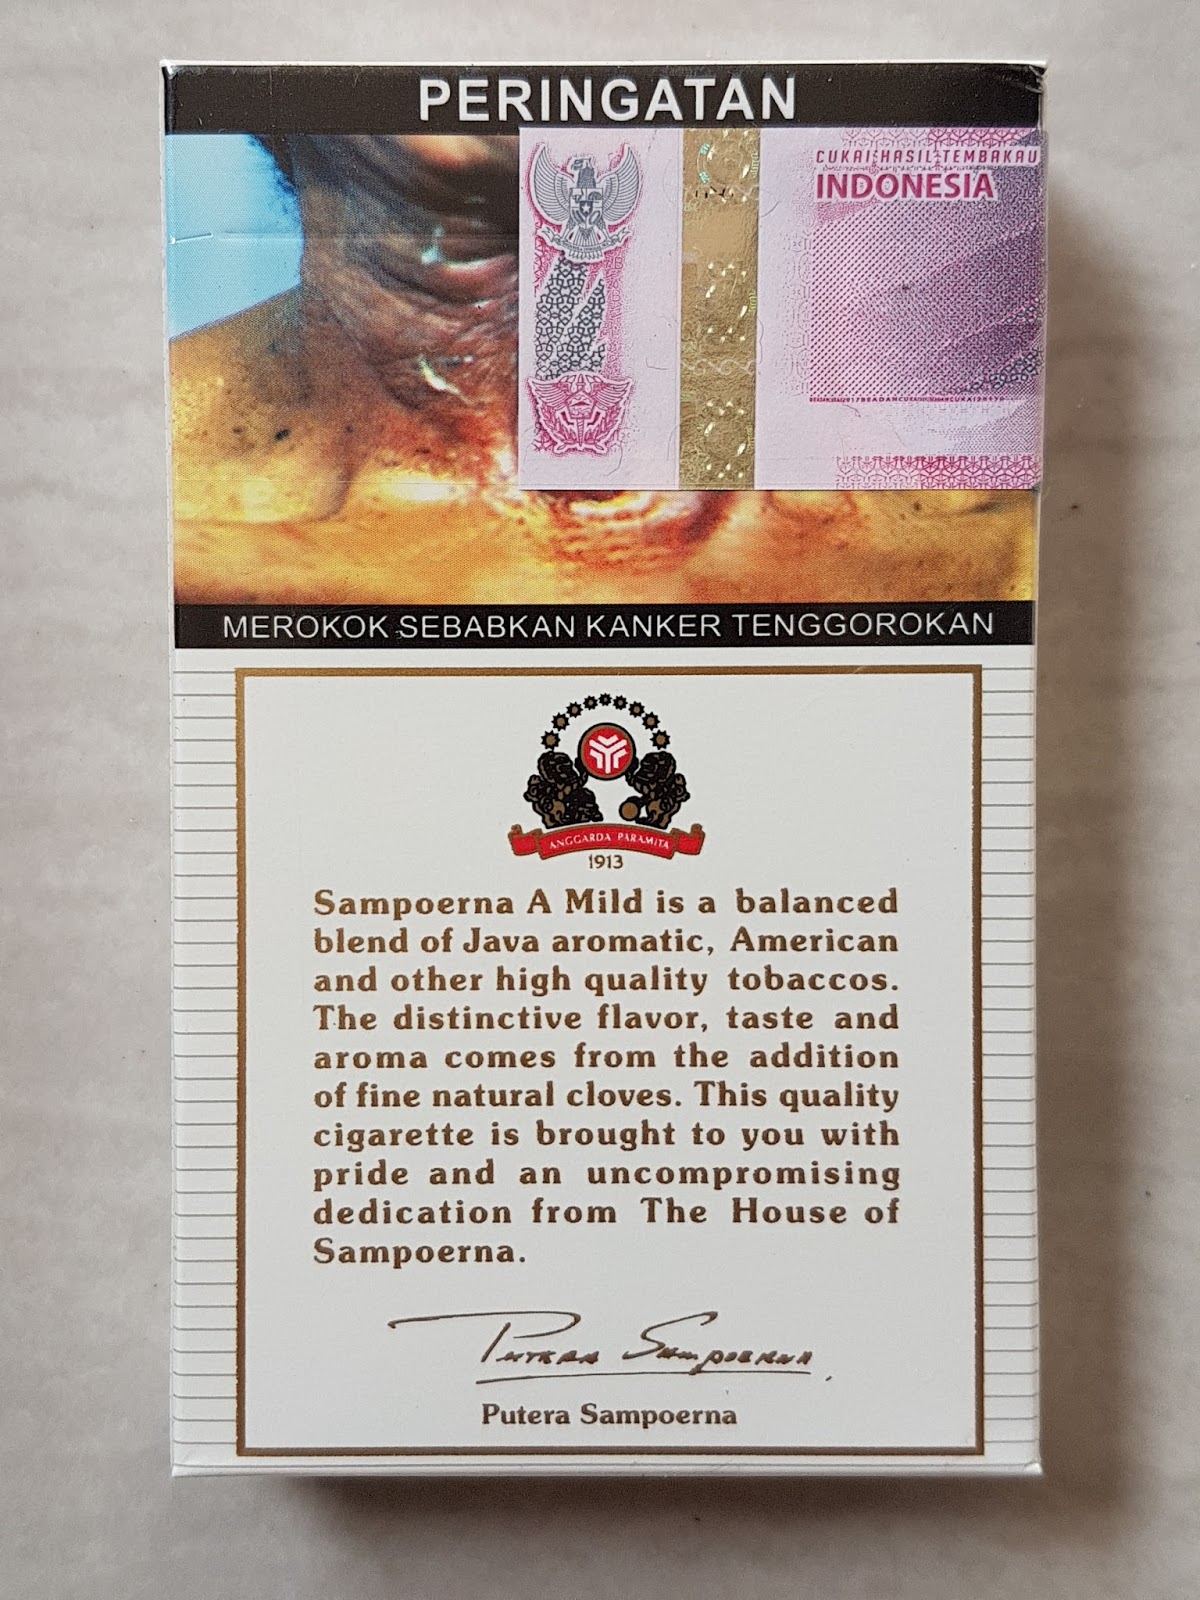 PERINGATAN
CUKAI HASIL TEMBAKAU
INDONESIA
MEROKOK SEBABKAN KANKER TENGGOROKAN
ANGGARDA PARAMITA
1913
Sampoerna A Mild is a balanced
blend of Java aromatic, American
and other high quality tobaccos.
The distinctive flavor, taste and
aroma comes from the addition
of fine natural cloves. This quality
cigarette is brought to you with
pride and an uncompromising
dedication from The House of
Sampoerna.
Putera Sampoerna
Putera Sampoerna